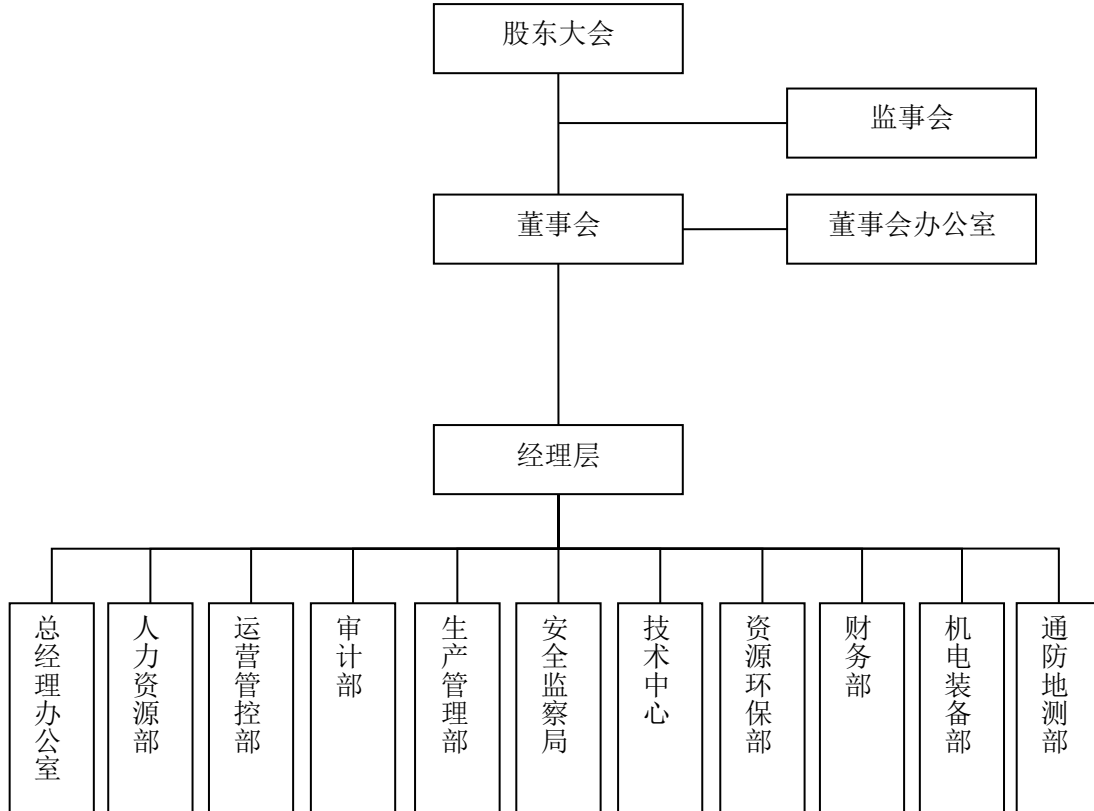 股东大会
监事会
董事会
董事会办公室
经理层
总经理办公室
人力资源部
运营管控部
审计部
生产管理部
安全监察局
技术中心
资源环保部
财务部
机电装备部
通防地测部